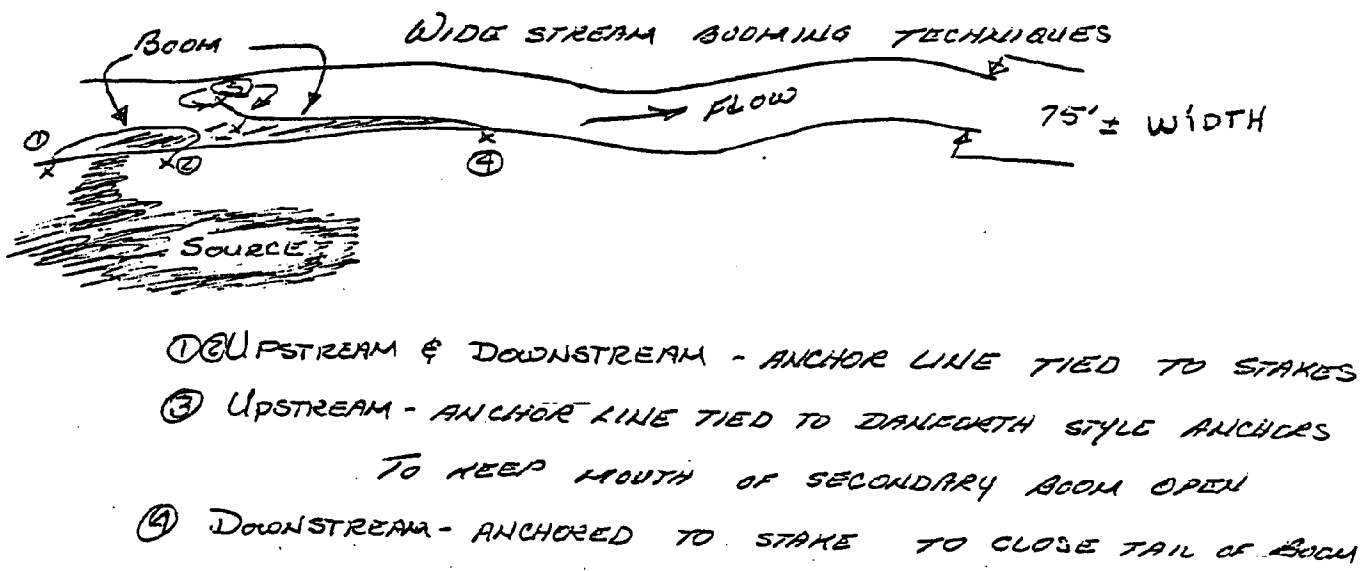 WIDE STREAM BOOMING TECHNIQUES
BOOM
③
FLOW
75' ± WIDTH
①
②
④
SOURCE
①② UPSTREAM & DOWNSTREAM - ANCHOR LINE TIED TO STAKES
③ UPSTREAM - ANCHOR LINE TIED TO DANFORTH STYLE ANCHORS
TO KEEP MOUTH OF SECONDARY BOOM OPEN
④ DOWNSTREAM - ANCHORED TO STAKE TO CLOSE TAIL OF BOOM